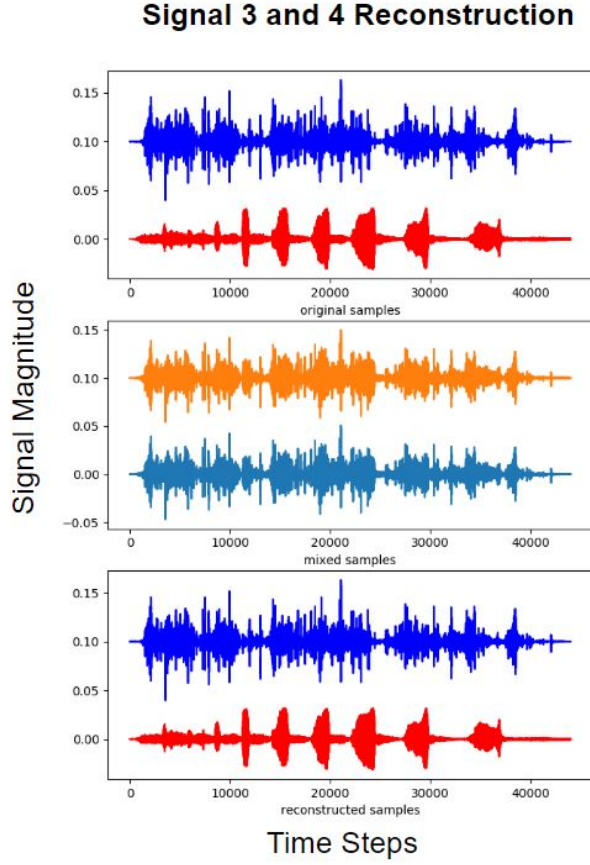 Signal 3 and 4 Reconstruction
Signal Magnitude
0.15
0.10
0.05
0.00
0 10000 20000 30000 40000
original samples
0.15
0.10
0.05
0.00
−0.05
0 10000 20000 30000 40000
mixed samples
0.15
0.10
0.05
0.00
0 10000 20000 30000 40000
reconstructed samples
Time Steps